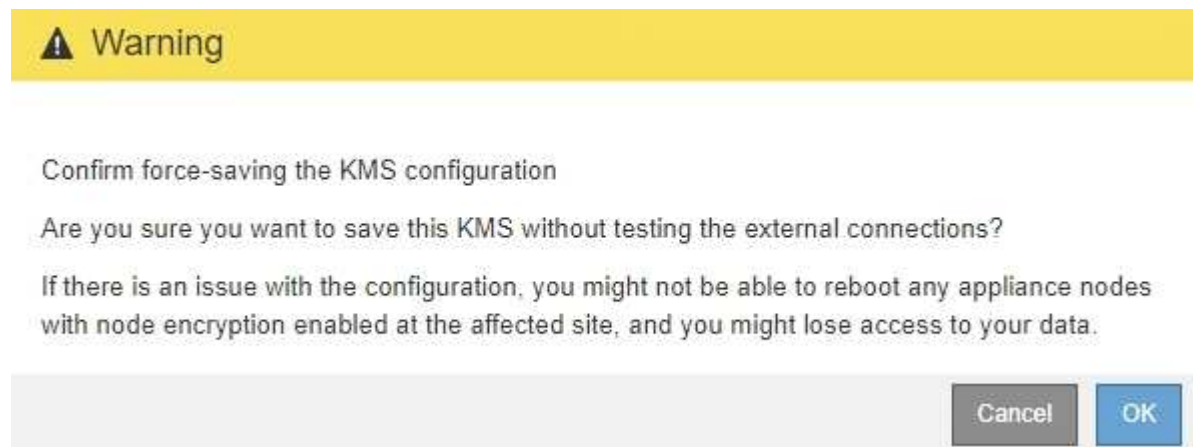 Warning
Confirm force-saving the KMS configuration
Are you sure you want to save this KMS without testing the external connections?
If there is an issue with the configuration, you might not be able to reboot any appliance nodes
with node encryption enabled at the affected site, and you might lose access to your data.
Cancel OK